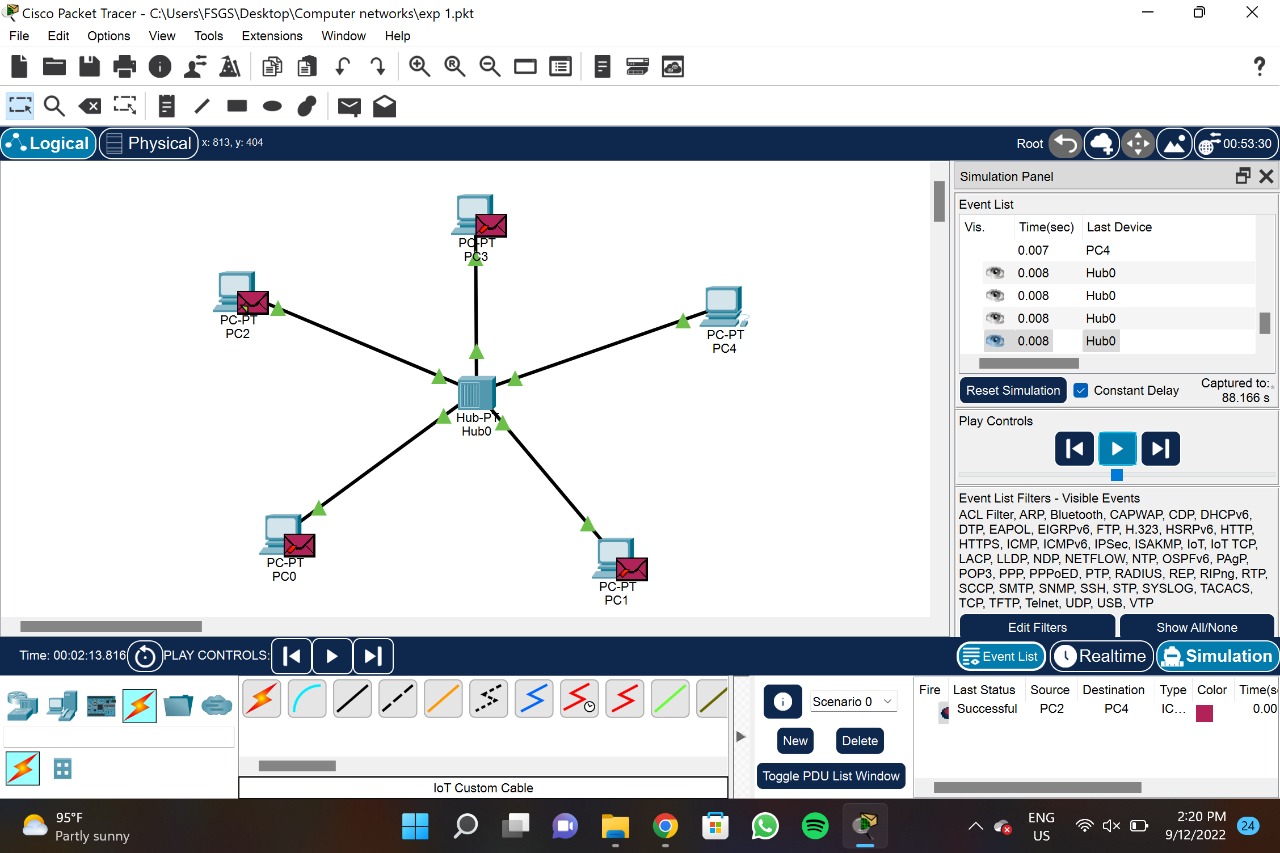 Cisco Packet Tracer - C:\Users\FSGS\Desktop\Computer networks\exp 1.pkt
File Edit Options View Tools Extensions Window Help
?
Logical Physical x: 813, y: 404 Root 00:53:30
PC-PT
PC3
PC-PT
PC2
PC-PT
PC4
Hub-PT
Hub0
PC-PT
PC0
PC-PT
PC1
Simulation Panel
Event List
Vis. Time(sec) Last Device
0.007 PC4
0.008 Hub0
0.008 Hub0
0.008 Hub0
0.008 Hub0
Reset Simulation Constant Delay Captured to:
88.166 s
Play Controls
Event List Filters - Visible Events
ACL Filter, ARP, Bluetooth, CAPWAP, CDP, DHCPv6,
DTP, EAPOL, EIGRPv6, FTP, H.323, HSRPv6, HTTP,
HTTPS, ICMP, ICMPv6, IPSec, ISAKMP, IoT, IoT TCP,
LACP, LLDP, NDP, NETFLOW, NTP, OSPFv6, PAgP,
POP3, PPP, PPPoED, PTP, RADIUS, REP, RIPng, RTP,
SCCP, SMTP, SNMP, SSH, STP, SYSLOG, TACACS,
TCP, TFTP, Telnet, UDP, USB, VTP
Edit Filters Show All/None
Time: 00:02:13.816 PLAY CONTROLS: Event List Realtime Simulation
Scenario 0
New Delete
Toggle PDU List Window
Fire Last Status Source Destination Type Color Time(s
Successful PC2 PC4 IC... 0.00
IoT Custom Cable
95°F
Partly sunny
ENG
US
2:20 PM
9/12/2022
24